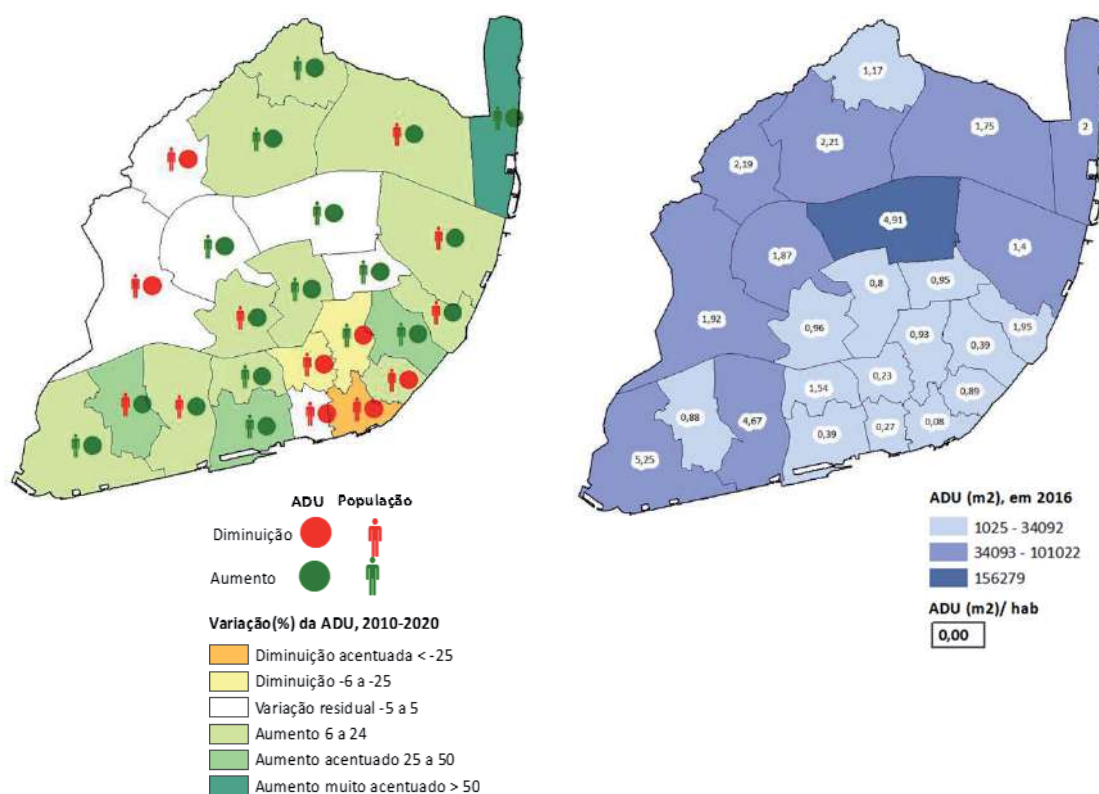 ADU População
Diminuição
Aumento
Variação(%) da ADU, 2010-2020
Diminuição acentuada < -25
Diminuição -6 a -25
Variação residual -5 a 5
Aumento 6 a 24
Aumento acentuado 25 a 50
Aumento muito acentuado > 50
1,17
1,75
2
2,21
2,19
4,91
1,4
1,87
0,8
0,95
1,92
0,96
0,93
1,95
0,39
0,23
1,54
0,89
0,88
4,67
0,39
0,27
0,08
5,25
ADU (m2), em 2016
1025 - 34092
34093 - 101022
156279
ADU (m2)/ hab
0,00